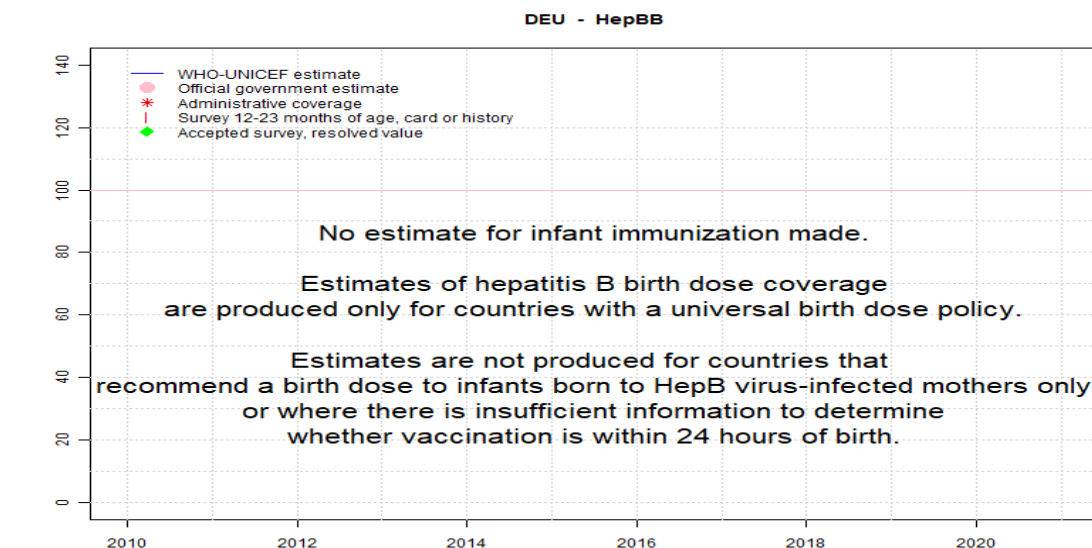 DEU - HepBB
140
120
100
80
60
40
20
0
WHO-UNICEF estimate
Official government estimate
Administrative coverage
Survey 12-23 months of age, card or history
Accepted survey, resolved value
No estimate for infant immunization made.
Estimates of hepatitis B birth dose coverage
are produced only for countries with a universal birth dose policy.
Estimates are not produced for countries that
recommend a birth dose to infants born to HepB virus-infected mothers only
or where there is insufficient information to determine
whether vaccination is within 24 hours of birth.
2010 2012 2014 2016 2018 2020